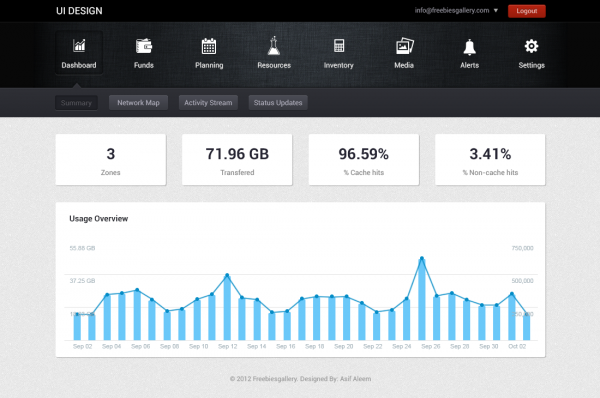 UI DESIGN
info@freebiesgallery.com ▼ Logout
Dashboard Funds Planning Resources Inventory Media Alerts Settings
Summary Network Map Activity Stream Status Updates
3 71.96 GB 96.59% 3.41%
Zones Transfered % Cache hits % Non-cache hits
Usage Overview
55.88 GB 750,000
37.25 GB 500,000
Sep 02 Sep 04 Sep 06 Sep 08 Sep 10 Sep 12 Sep 14 Sep 16 Sep 18 Sep 20 Sep 22 Sep 24 Sep 26 Sep 28 Sep 30 Oct 02
© 2012 Freebiesgallery. Designed By: Asif Aleem